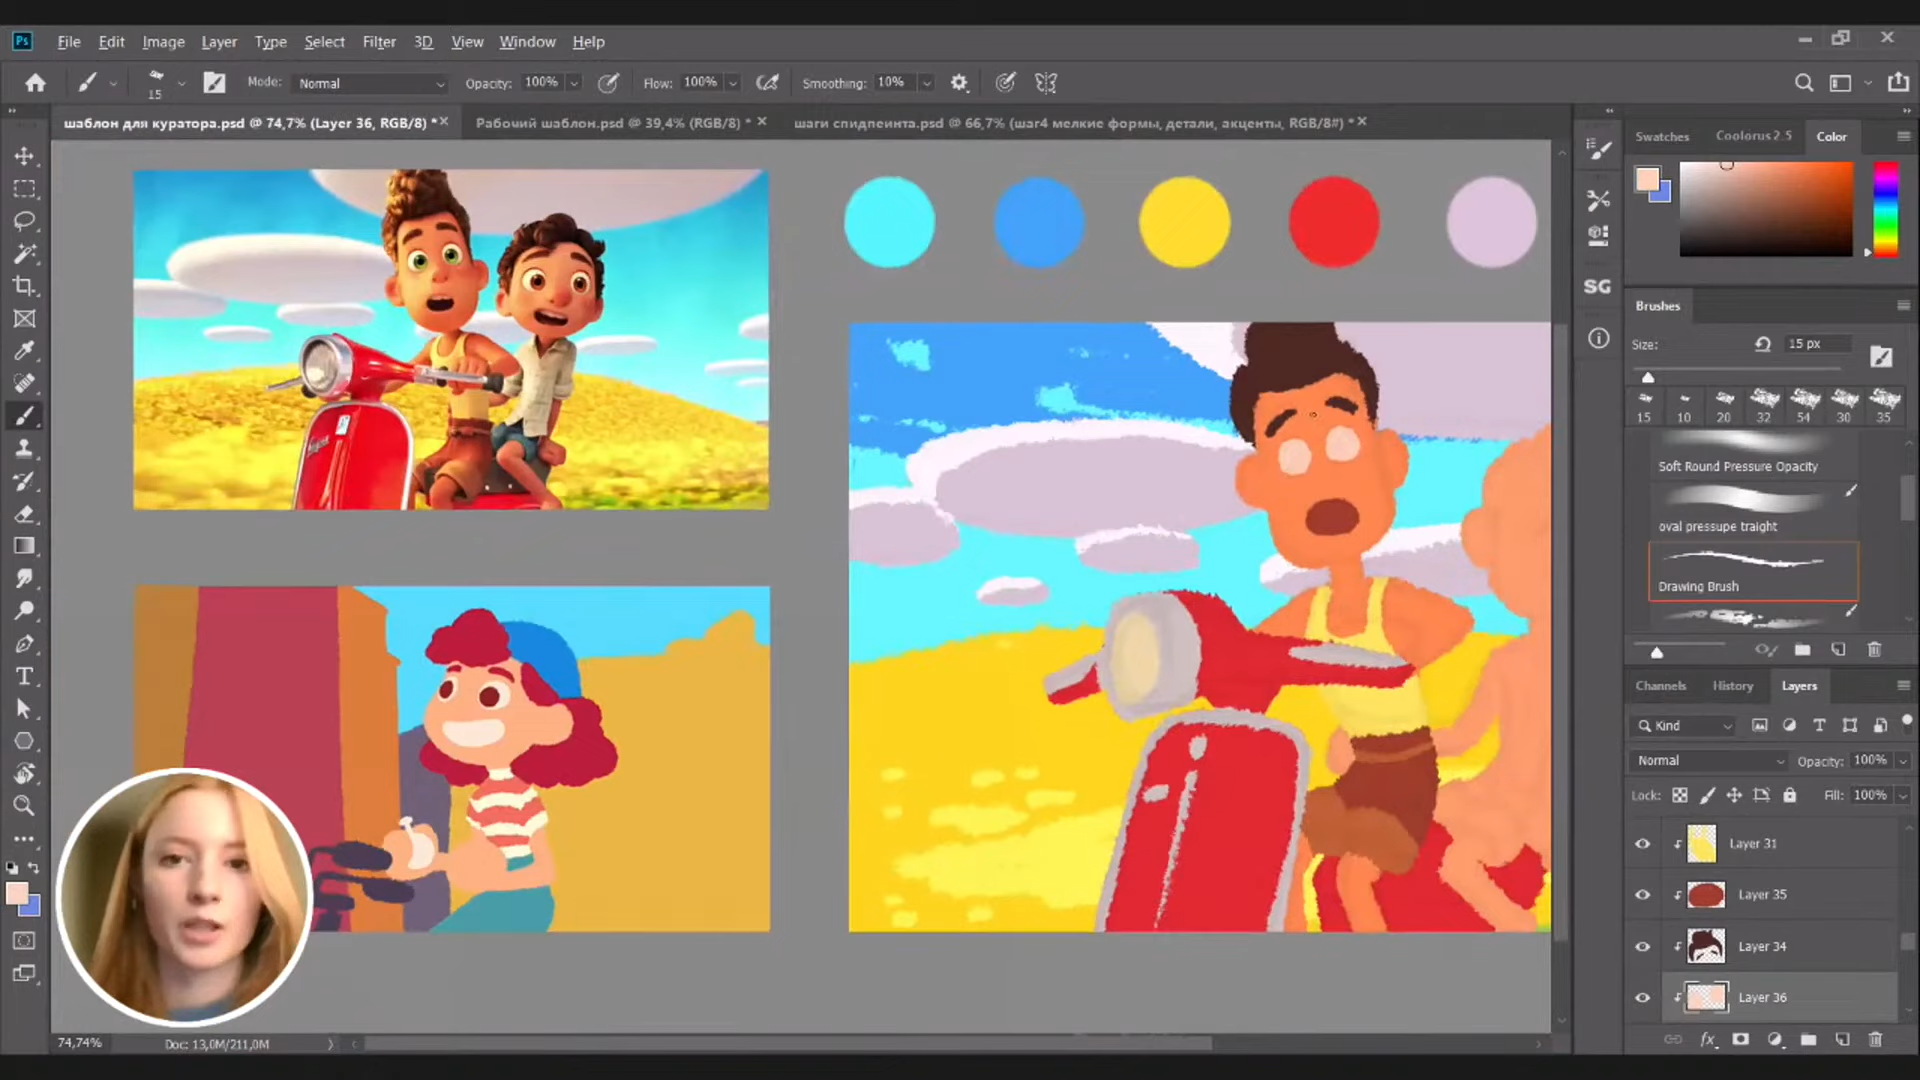 Ps File Edit Image Layer Type Select Filter 3D View Window Help
15 Mode: Normal Opacity: 100% Flow: 100% Smoothing: 10%
шаблон для куратора.psd @ 74,7% (Layer 36, RGB/8) * Рабочий шаблон.psd @ 39,4% (RGB/8) * шаги спидпеинта.psd @ 66,7% (шаг4 мелкие формы, детали, акценты, RGB/8#) *
Swatches Coolorus 2.5 Color
SG
Brushes
Size: 15 px
15 10 20 32 54 30 35
Soft Round Pressure Opacity
oval pressupe traight
Drawing Brush
Channels History Layers
Kind
Normal Opacity: 100%
Lock: Fill: 100%
Layer 31
Layer 35
Layer 34
Layer 36
fx
74,74% Doc: 13,0M/211,0M